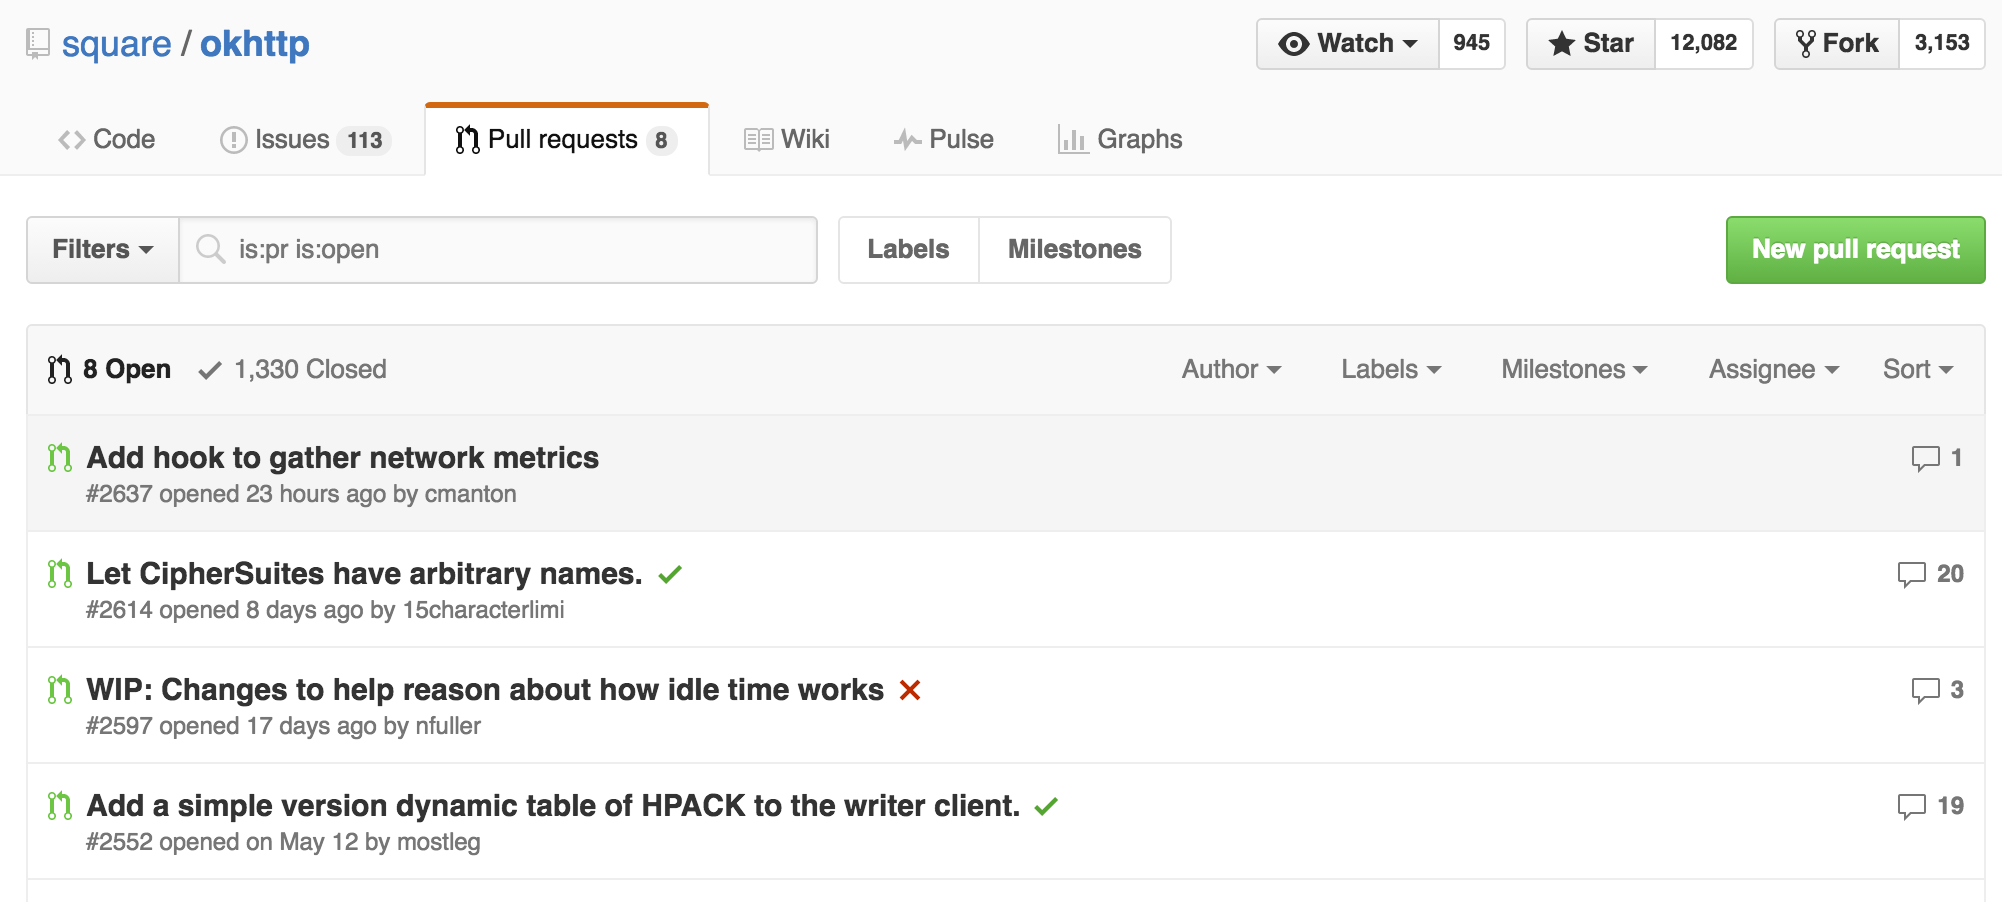 square / okhttp
Watch 945 Star 12,082 Fork 3,153
Code Issues 113 Pull requests 8 Wiki Pulse Graphs
Filters is:pr is:open Labels Milestones New pull request
8 Open 1,330 Closed Author Labels Milestones Assignee Sort
Add hook to gather network metrics 1
#2637 opened 23 hours ago by cmanton
Let CipherSuites have arbitrary names. 20
#2614 opened 8 days ago by 15characterlimi
WIP: Changes to help reason about how idle time works 3
#2597 opened 17 days ago by nfuller
Add a simple version dynamic table of HPACK to the writer client. 19
#2552 opened on May 12 by mostleg